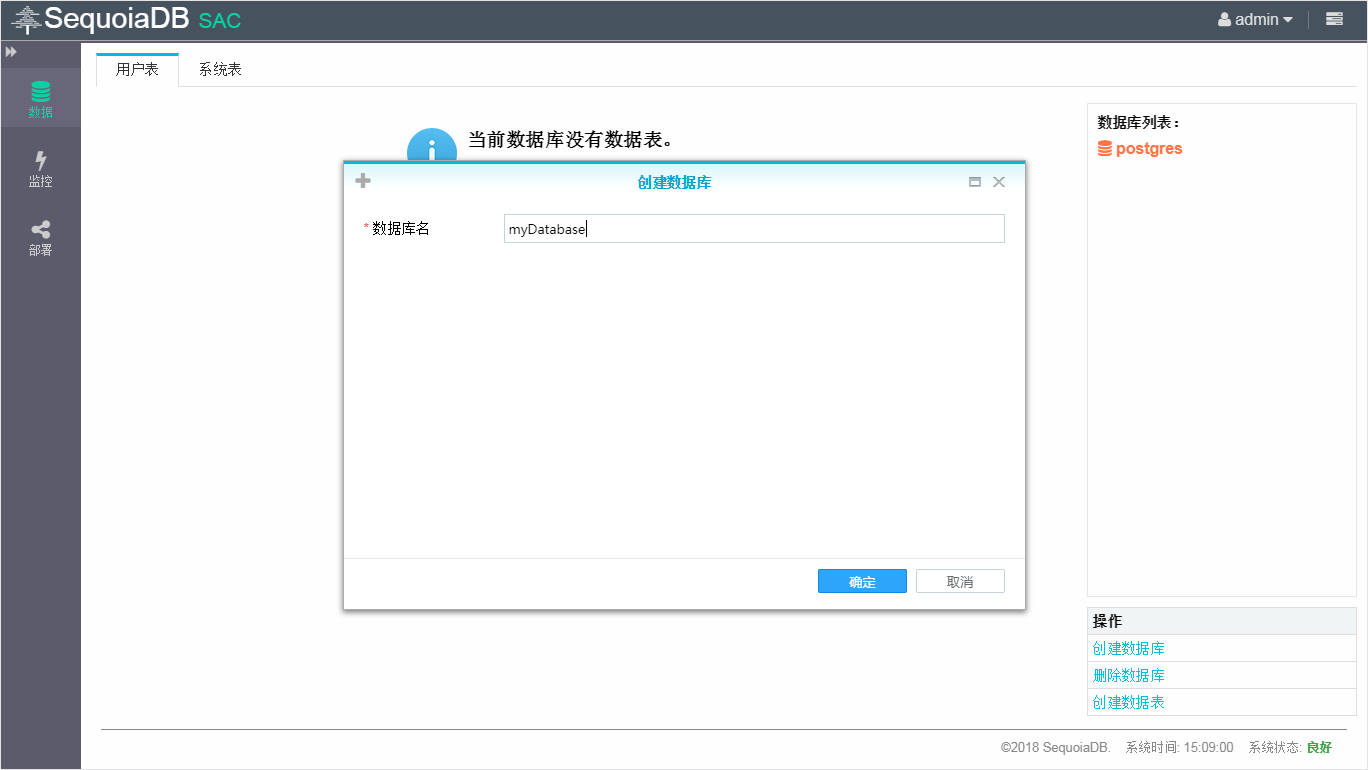 SequoiaDB SAC
admin
用户表 系统表
数据
监控
部署
当前数据库没有数据表。
创建数据库
* 数据库名
myDatabase
确定 取消
数据库列表：
postgres
操作
创建数据库
删除数据库
创建数据表
©2018 SequoiaDB. 系统时间: 15:09:00 系统状态: 良好